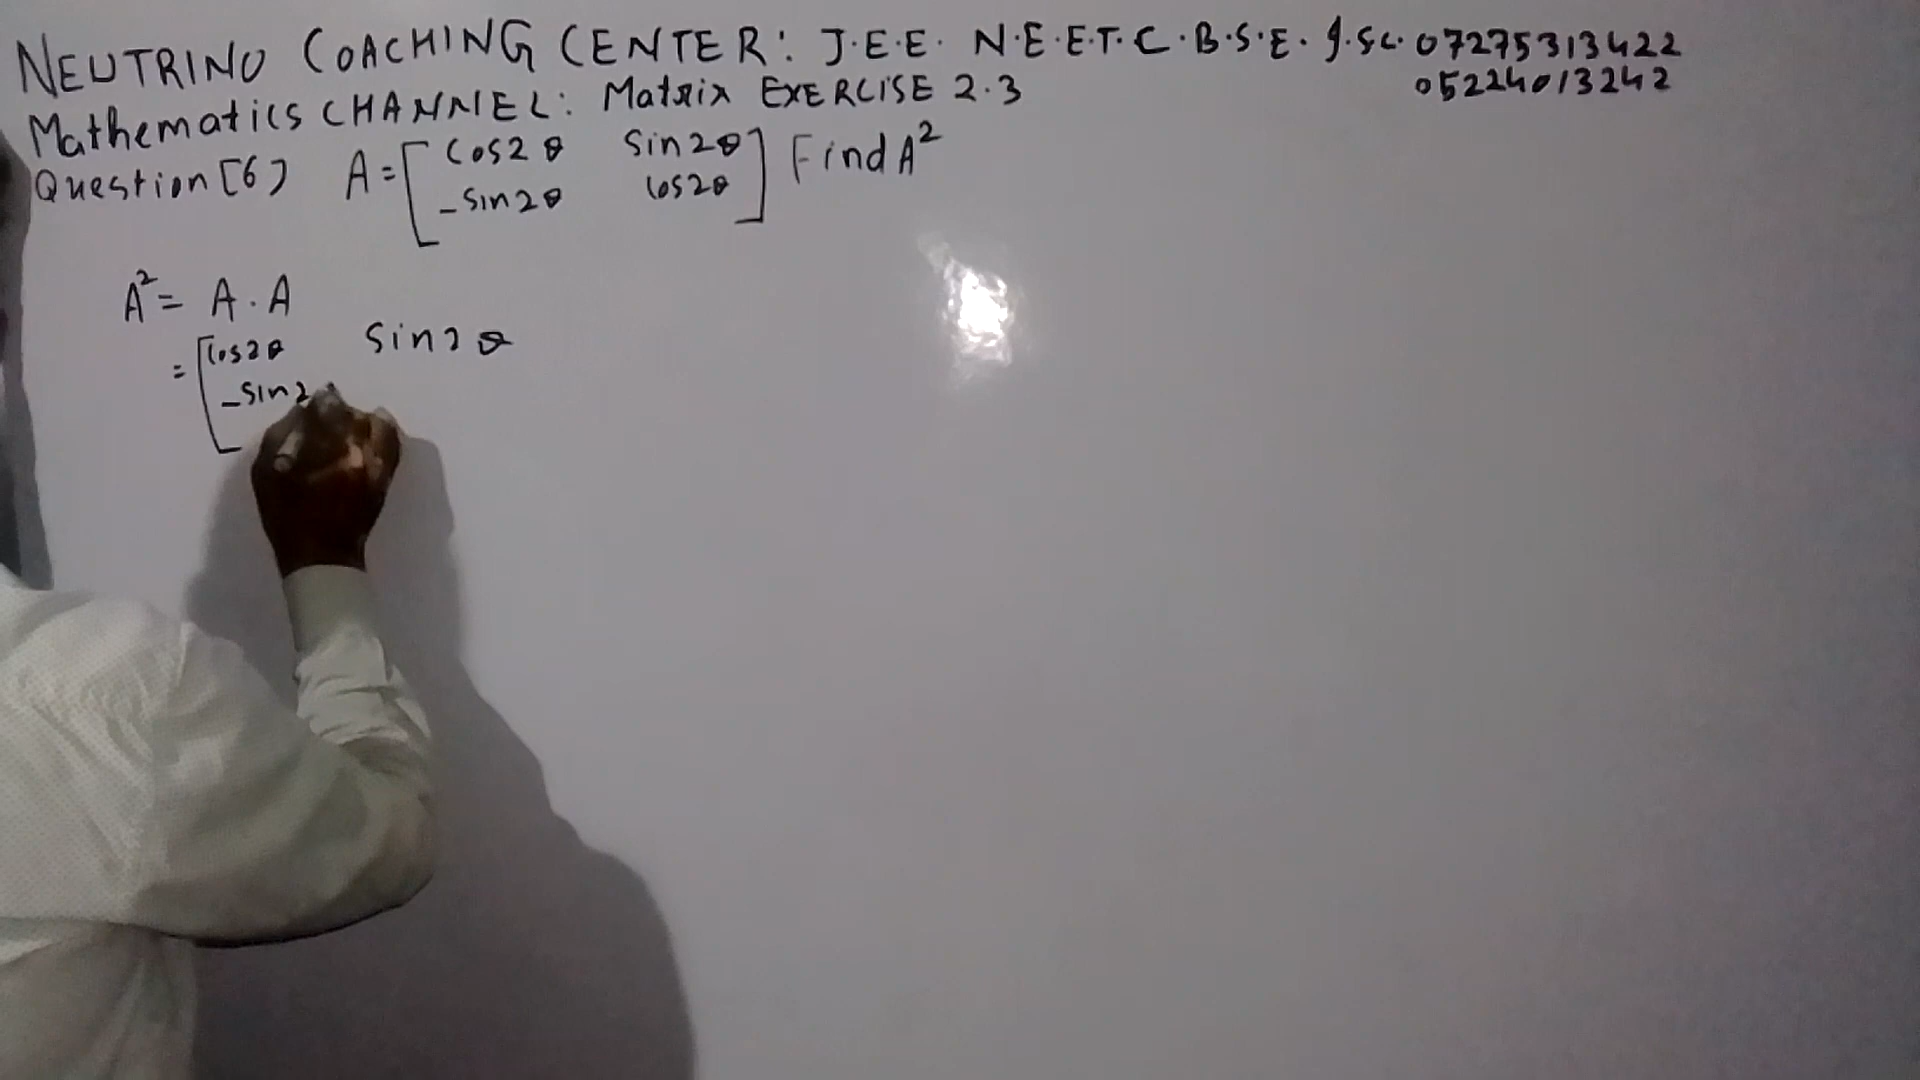 NEUTRINO COACHING CENTER: J.E.E. N.E.E.T. C.B.S.E. I.Sc. 07275313422
05224013242
Mathematics CHANNEL: Matrix EXERCISE 2.3
Question [6] A = [ cos2θ sin2θ ] Find A²
-sin2θ cos2θ
A² = A . A
= [ cos2θ sin2θ
-sin2